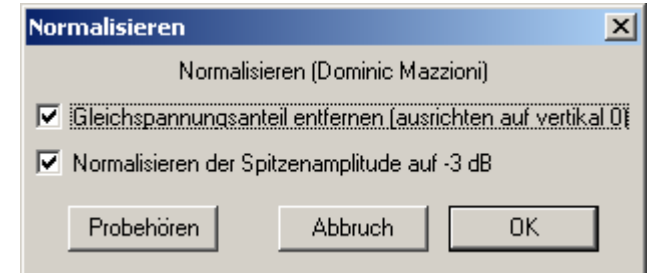 Normalisieren
Normalisieren (Dominic Mazzioni)
Gleichspannungsanteil entfernen (ausrichten auf vertikal 0)
Normalisieren der Spitzenamplitude auf -3 dB
Probehören Abbruch OK